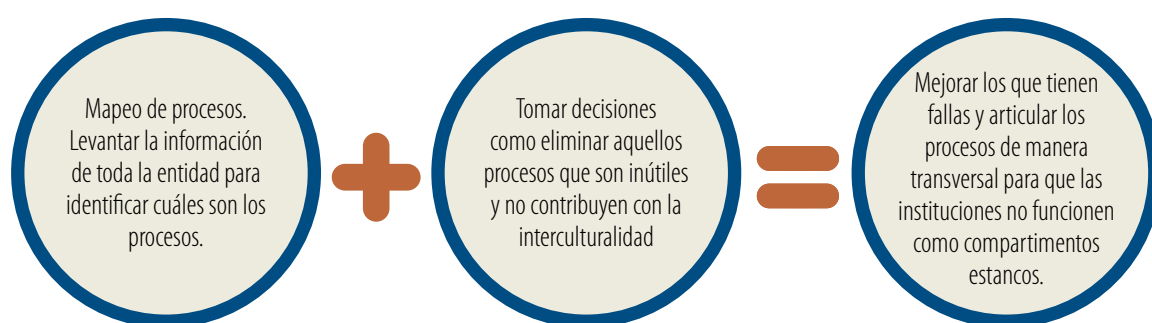 Mapeo de procesos.
Levantar la información
de toda la entidad para
identificar cuáles son los
procesos.
Tomar decisiones
como eliminar aquellos
procesos que son inútiles
y no contribuyen con la
interculturalidad
Mejorar los que tienen
fallas y articular los
procesos de manera
transversal para que las
instituciones no funcionen
como compartimentos
estancos.